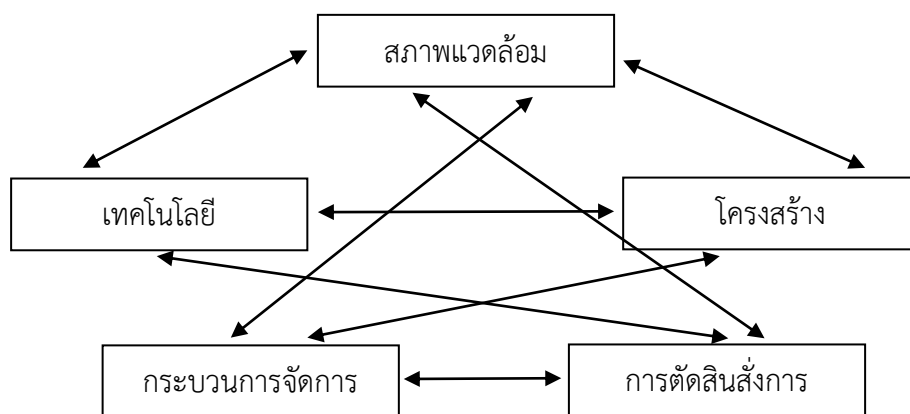 สภาพแวดล้อม
เทคโนโลยี
โครงสร้าง
กระบวนการจัดการ
การตัดสินสั่งการ